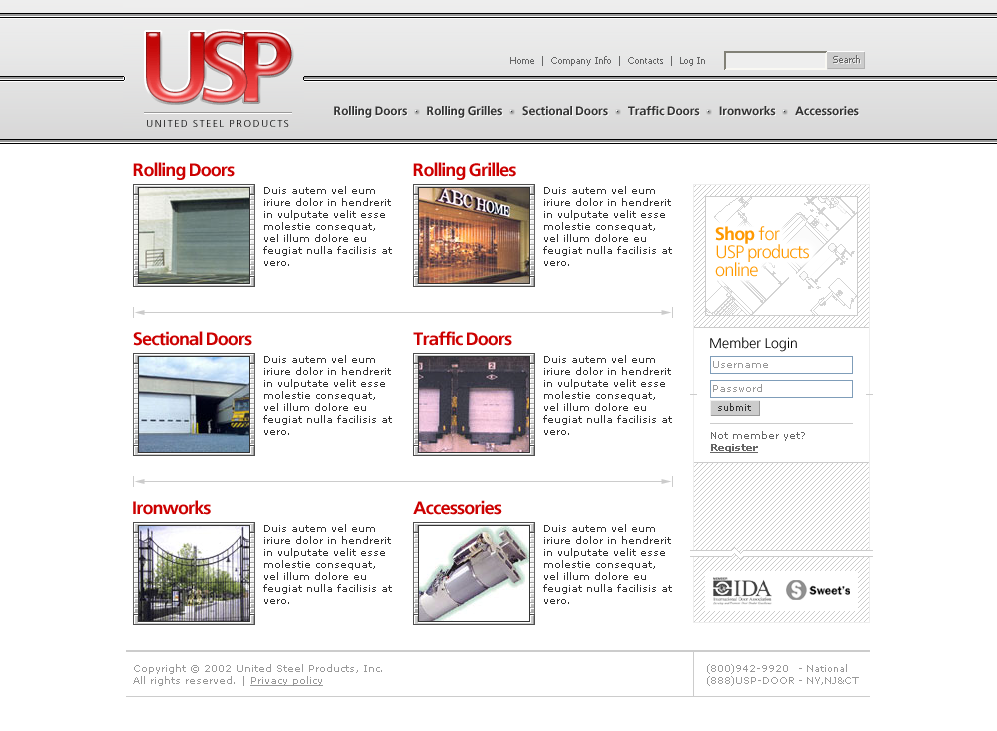 USP
UNITED STEEL PRODUCTS
Home | Company Info | Contacts | Log In
Search
Rolling Doors • Rolling Grilles • Sectional Doors • Traffic Doors • Ironworks • Accessories
Rolling Doors
Duis autem vel eum
iriure dolor in hendrerit
in vulputate velit esse
molestie consequat,
vel illum dolore eu
feugiat nulla facilisis at
vero.
Rolling Grilles
ABC HOME
Duis autem vel eum
iriure dolor in hendrerit
in vulputate velit esse
molestie consequat,
vel illum dolore eu
feugiat nulla facilisis at
vero.
Sectional Doors
Duis autem vel eum
iriure dolor in hendrerit
in vulputate velit esse
molestie consequat,
vel illum dolore eu
feugiat nulla facilisis at
vero.
Traffic Doors
2
Duis autem vel eum
iriure dolor in hendrerit
in vulputate velit esse
molestie consequat,
vel illum dolore eu
feugiat nulla facilisis at
vero.
Ironworks
Duis autem vel eum
iriure dolor in hendrerit
in vulputate velit esse
molestie consequat,
vel illum dolore eu
feugiat nulla facilisis at
vero.
Accessories
Duis autem vel eum
iriure dolor in hendrerit
in vulputate velit esse
molestie consequat,
vel illum dolore eu
feugiat nulla facilisis at
vero.
Shop for
USP products
online
Member Login
Username
Password
submit
Not member yet?
Register
IDA
International Door Association
S Sweet's
Copyright © 2002 United Steel Products, Inc.
All rights reserved. | Privacy policy
(800)942-9920 - National
(888)USP-DOOR - NY,NJ&CT